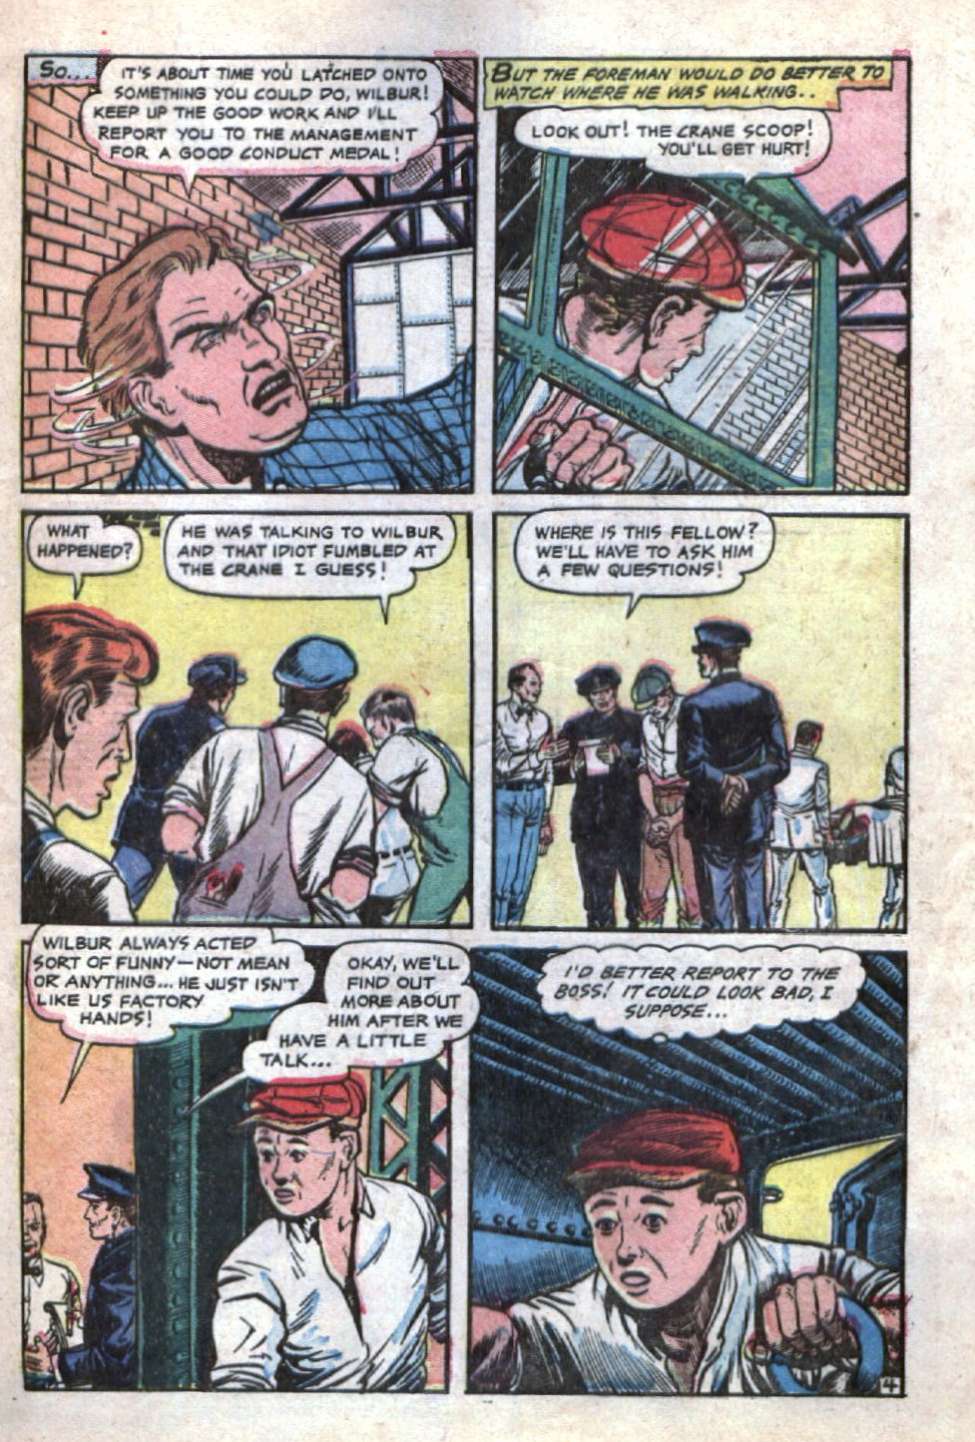 SO...
IT'S ABOUT TIME YOU LATCHED ONTO
SOMETHING YOU COULD DO, WILBUR!
KEEP UP THE GOOD WORK AND I'LL
REPORT YOU TO THE MANAGEMENT
FOR A GOOD CONDUCT MEDAL!
BUT THE FOREMAN WOULD DO BETTER TO
WATCH WHERE HE WAS WALKING..
LOOK OUT! THE CRANE SCOOP!
YOU'LL GET HURT!
WHAT
HAPPENED?
HE WAS TALKING TO WILBUR
AND THAT IDIOT FUMBLED AT
THE CRANE I GUESS!
WHERE IS THIS FELLOW?
WE'LL HAVE TO ASK HIM
A FEW QUESTIONS!
WILBUR ALWAYS ACTED
SORT OF FUNNY—NOT MEAN
OR ANYTHING... HE JUST ISN'T
LIKE US FACTORY
HANDS!
OKAY, WE'LL
FIND OUT
MORE ABOUT
HIM AFTER WE
HAVE A LITTLE
TALK...
I'D BETTER REPORT TO THE
BOSS! IT COULD LOOK BAD, I
SUPPOSE...
4